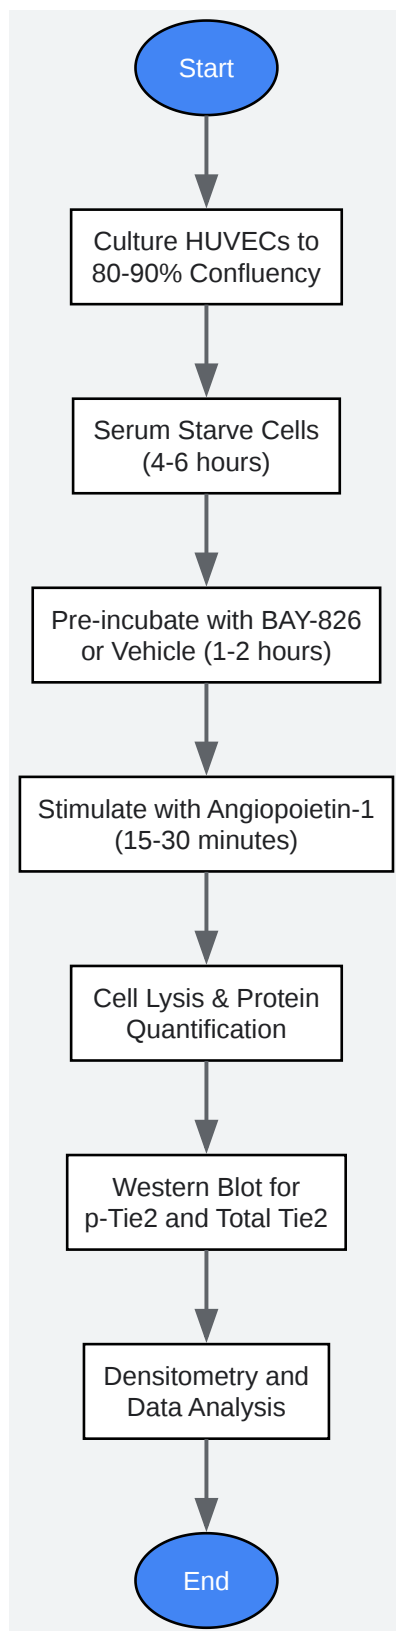 Start
Culture HUVECs to
80-90% Confluency
Serum Starve Cells
(4-6 hours)
Pre-incubate with BAY-826
or Vehicle (1-2 hours)
Stimulate with Angiopoietin-1
(15-30 minutes)
Cell Lysis & Protein
Quantification
Western Blot for
p-Tie2 and Total Tie2
Densitometry and
Data Analysis
End